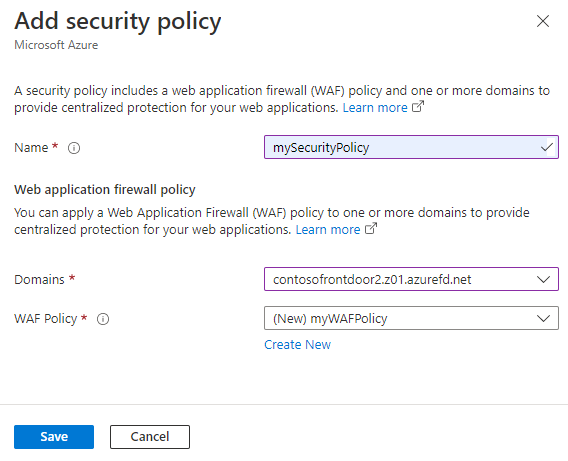 Add security policy
Microsoft Azure
A security policy includes a web application firewall (WAF) policy and one or more domains to
provide centralized protection for your web applications. Learn more
Name *
mySecurityPolicy
Web application firewall policy
You can apply a Web Application Firewall (WAF) policy to one or more domains to provide
centralized protection for your web applications. Learn more
Domains *
contosofrontdoor2.z01.azurefd.net
WAF Policy *
(New) myWAFPolicy
Create New
Save
Cancel